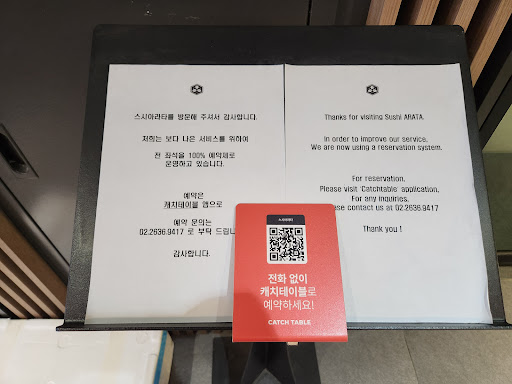 스시아라타를 방문해 주셔서 감사합니다.
저희는 보다 나은 서비스를 위하여
전 좌석을 100% 예약제로
운영하고 있습니다.
예약은
캐치테이블 앱으로
예약 문의는
02.2636.9417 로 부탁 드립니
감사합니다.
Thanks for visiting Sushi ARATA.
In order to improve our service,
We are now using a reservation system.
For reservation,
Please visit 'Catchtable' application,
For any inquiries,
Please contact us at 02.2636.9417
Thank you !
전화 없이
캐치테이블로
예약하세요!
CATCH TABLE